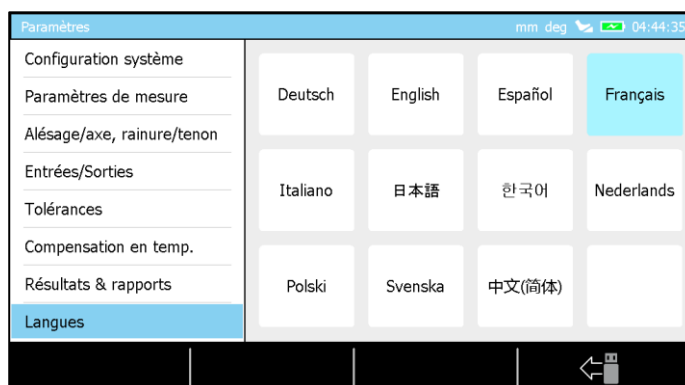 Paramètres
mm deg 04:44:35
Configuration système
Paramètres de mesure
Alésage/axe, rainure/tenon
Entrées/Sorties
Tolérances
Compensation en temp.
Résultats & rapports
Langues
Deutsch English Español Français
Italiano 日本語 한국어 Nederlands
Polski Svenska 中文(简体)